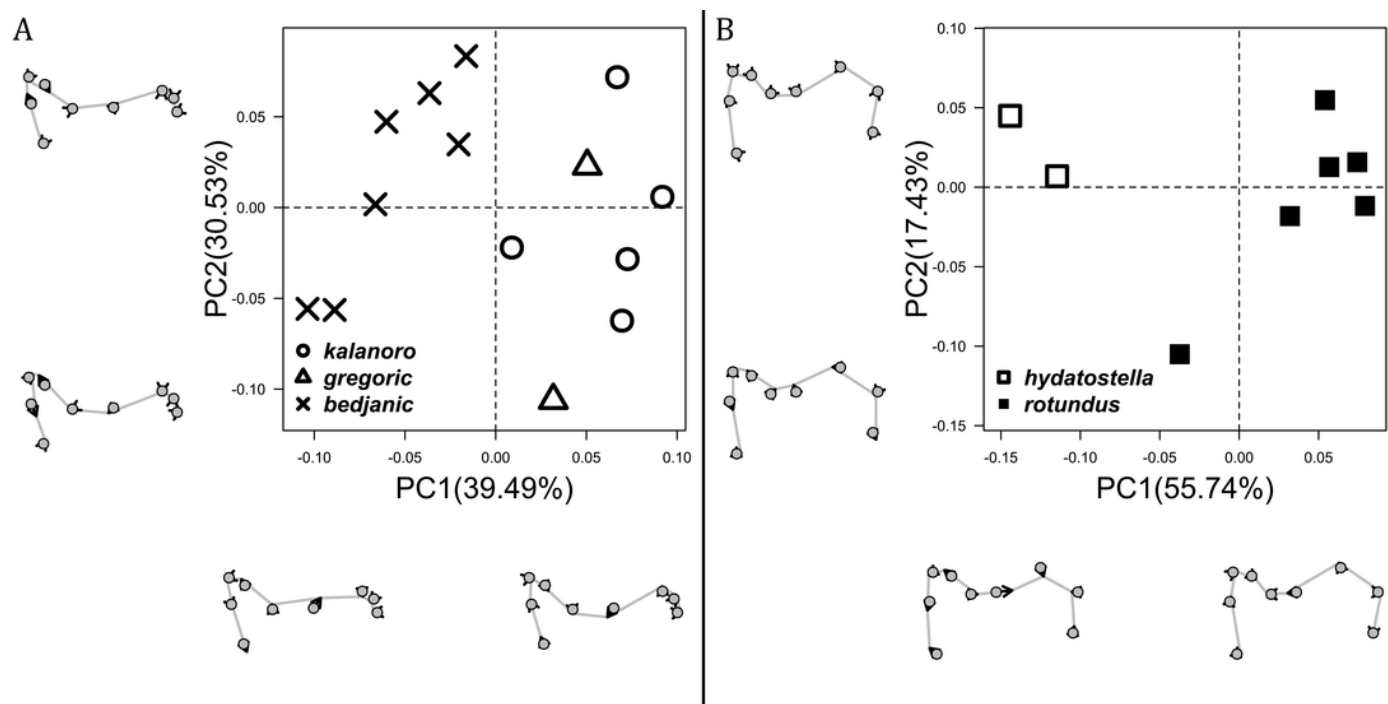 A
PC2(30.53%)
0.05
0.00
-0.05
-0.10
kalanoro
gregoric
bedjanic
-0.10 -0.05 0.00 0.05 0.10
PC1(39.49%)
B
PC2(17.43%)
0.10
0.05
0.00
-0.05
-0.10
-0.15
hydatostella
rotundus
-0.15 -0.10 -0.05 0.00 0.05
PC1(55.74%)